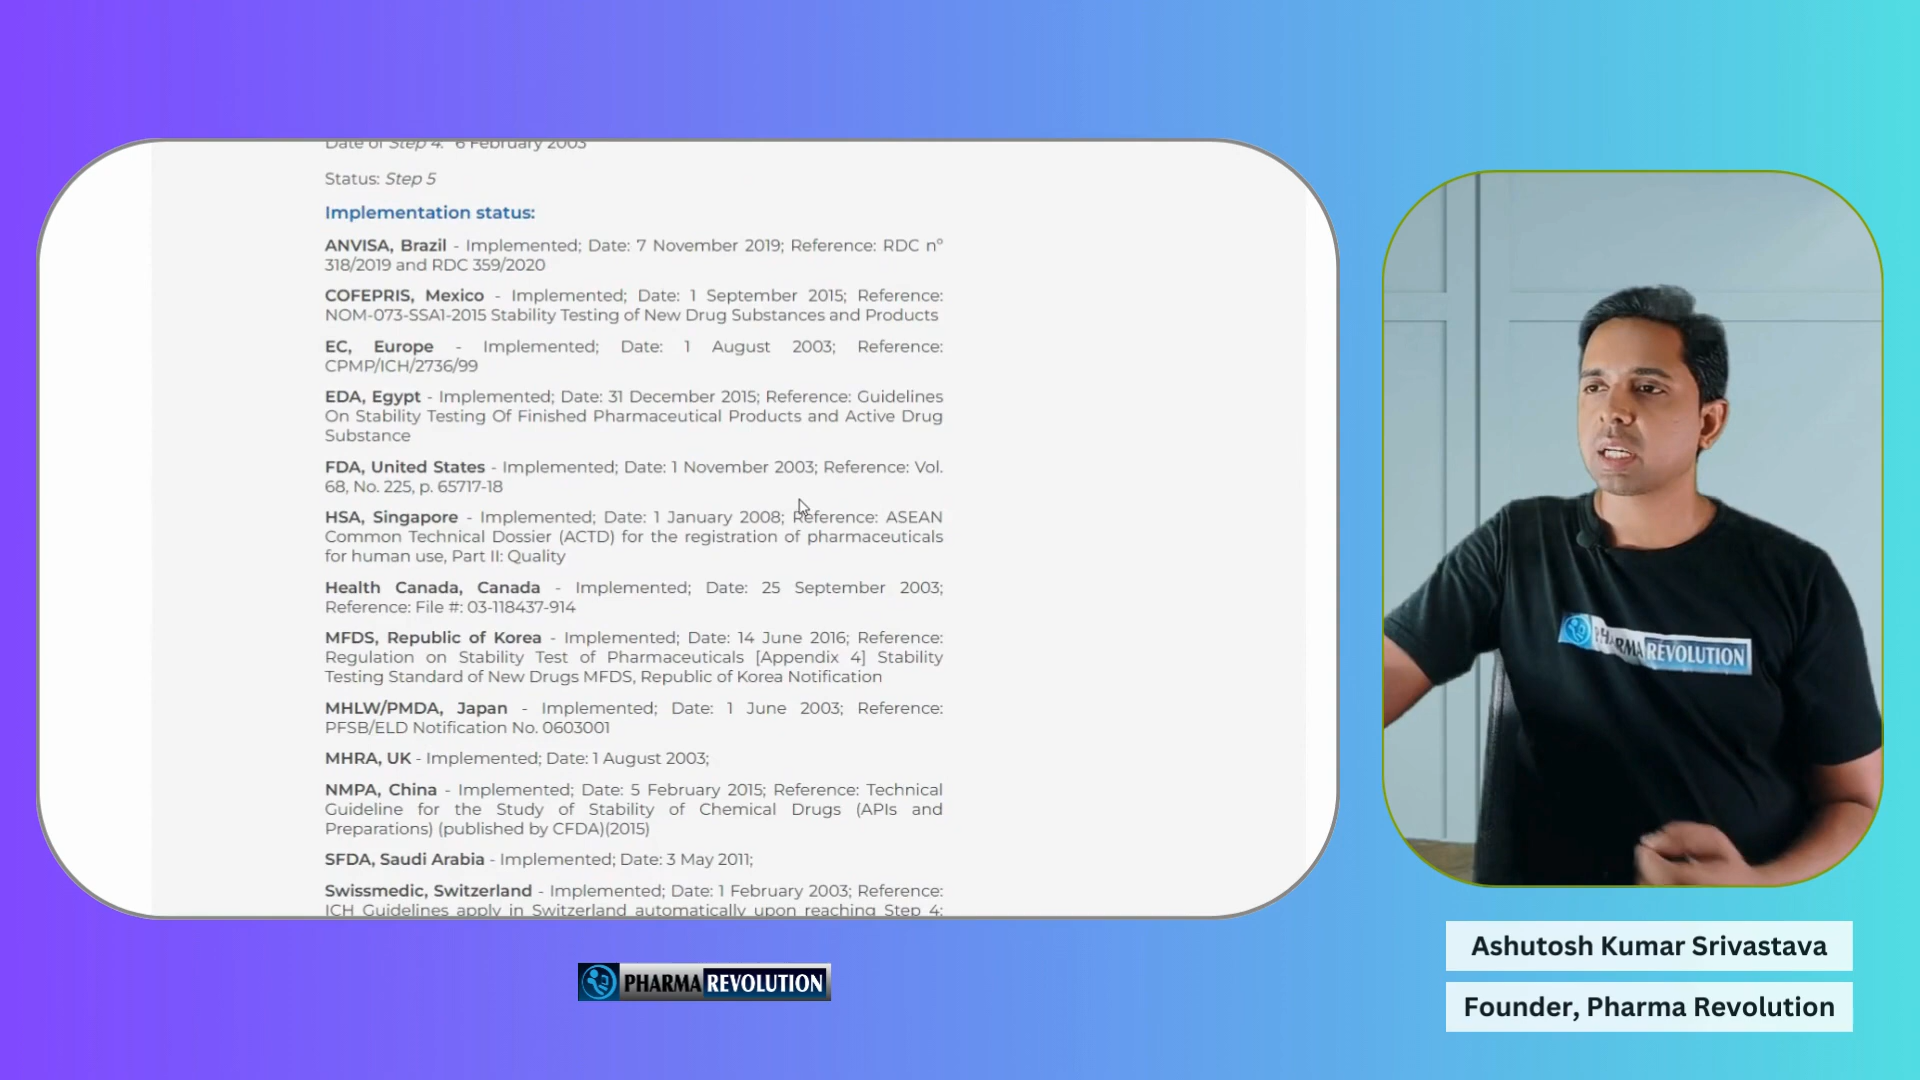 Date of Step 4: 6 February 2003
Status: Step 5
Implementation status:
ANVISA, Brazil - Implemented; Date: 7 November 2019; Reference: RDC n°
318/2019 and RDC 359/2020
COFEPRIS, Mexico - Implemented; Date: 1 September 2015; Reference:
NOM-073-SSA1-2015 Stability Testing of New Drug Substances and Products
EC, Europe - Implemented; Date: 1 August 2003; Reference:
CPMP/ICH/2736/99
EDA, Egypt - Implemented; Date: 31 December 2015; Reference: Guidelines
On Stability Testing Of Finished Pharmaceutical Products and Active Drug
Substance
FDA, United States - Implemented; Date: 1 November 2003; Reference: Vol.
68, No. 225, p. 65717-18
HSA, Singapore - Implemented; Date: 1 January 2008; Reference: ASEAN
Common Technical Dossier (ACTD) for the registration of pharmaceuticals
for human use, Part II: Quality
Health Canada, Canada - Implemented; Date: 25 September 2003;
Reference: File #: 03-118437-914
MFDS, Republic of Korea - Implemented; Date: 14 June 2016; Reference:
Regulation on Stability Test of Pharmaceuticals [Appendix 4] Stability
Testing Standard of New Drugs MFDS, Republic of Korea Notification
MHLW/PMDA, Japan - Implemented; Date: 1 June 2003; Reference:
PFSB/ELD Notification No. 0603001
MHRA, UK - Implemented; Date: 1 August 2003;
NMPA, China - Implemented; Date: 5 February 2015; Reference: Technical
Guideline for the Study of Stability of Chemical Drugs (APIs and
Preparations) (published by CFDA)(2015)
SFDA, Saudi Arabia - Implemented; Date: 3 May 2011;
Swissmedic, Switzerland - Implemented; Date: 1 February 2003; Reference:
ICH Guidelines apply in Switzerland automatically upon reaching Step 4;
PHARMA REVOLUTION
PHARMA REVOLUTION
Ashutosh Kumar Srivastava
Founder, Pharma Revolution